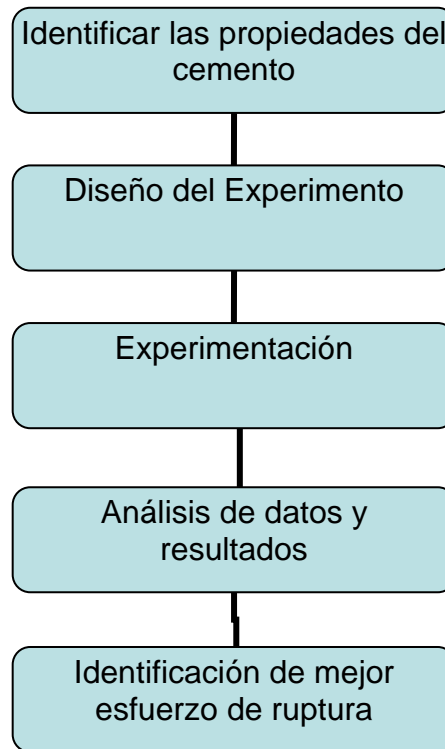 Identificar las propiedades del
cemento
Diseño del Experimento
Experimentación
Análisis de datos y
resultados
Identificación de mejor
esfuerzo de ruptura